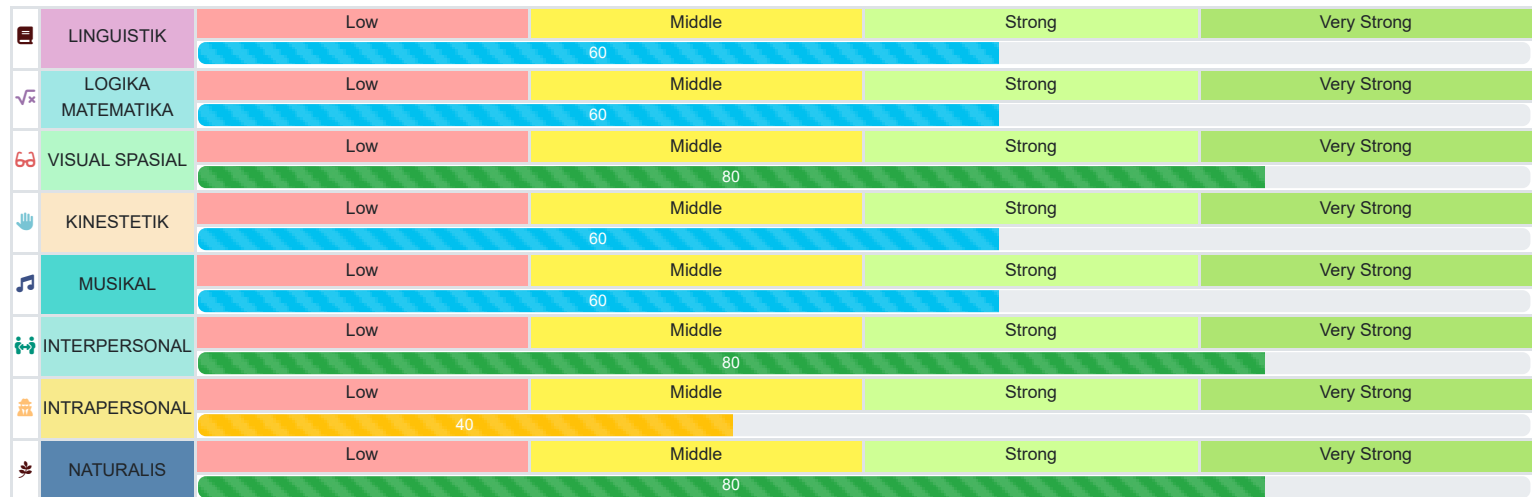 LINGUISTIK
Low Middle Strong Very Strong
60
LOGIKA
MATEMATIKA
Low Middle Strong Very Strong
60
VISUAL SPASIAL
Low Middle Strong Very Strong
80
KINESTETIK
Low Middle Strong Very Strong
60
MUSIKAL
Low Middle Strong Very Strong
60
INTERPERSONAL
Low Middle Strong Very Strong
80
INTRAPERSONAL
Low Middle Strong Very Strong
40
NATURALIS
Low Middle Strong Very Strong
80